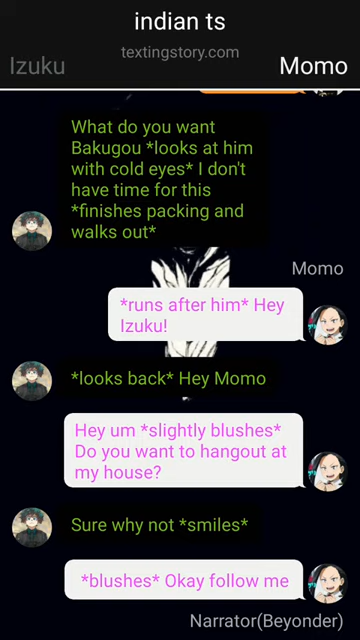 indian ts
textingstory.com
Izuku
Momo
What do you want
Bakugou *looks at him
with cold eyes* I don't
have time for this
*finishes packing and
walks out*
Momo
*runs after him* Hey
Izuku!
*looks back* Hey Momo
Hey um *slightly blushes*
Do you want to hangout at
my house?
Sure why not *smiles*
*blushes* Okay follow me
Narrator(Beyonder)